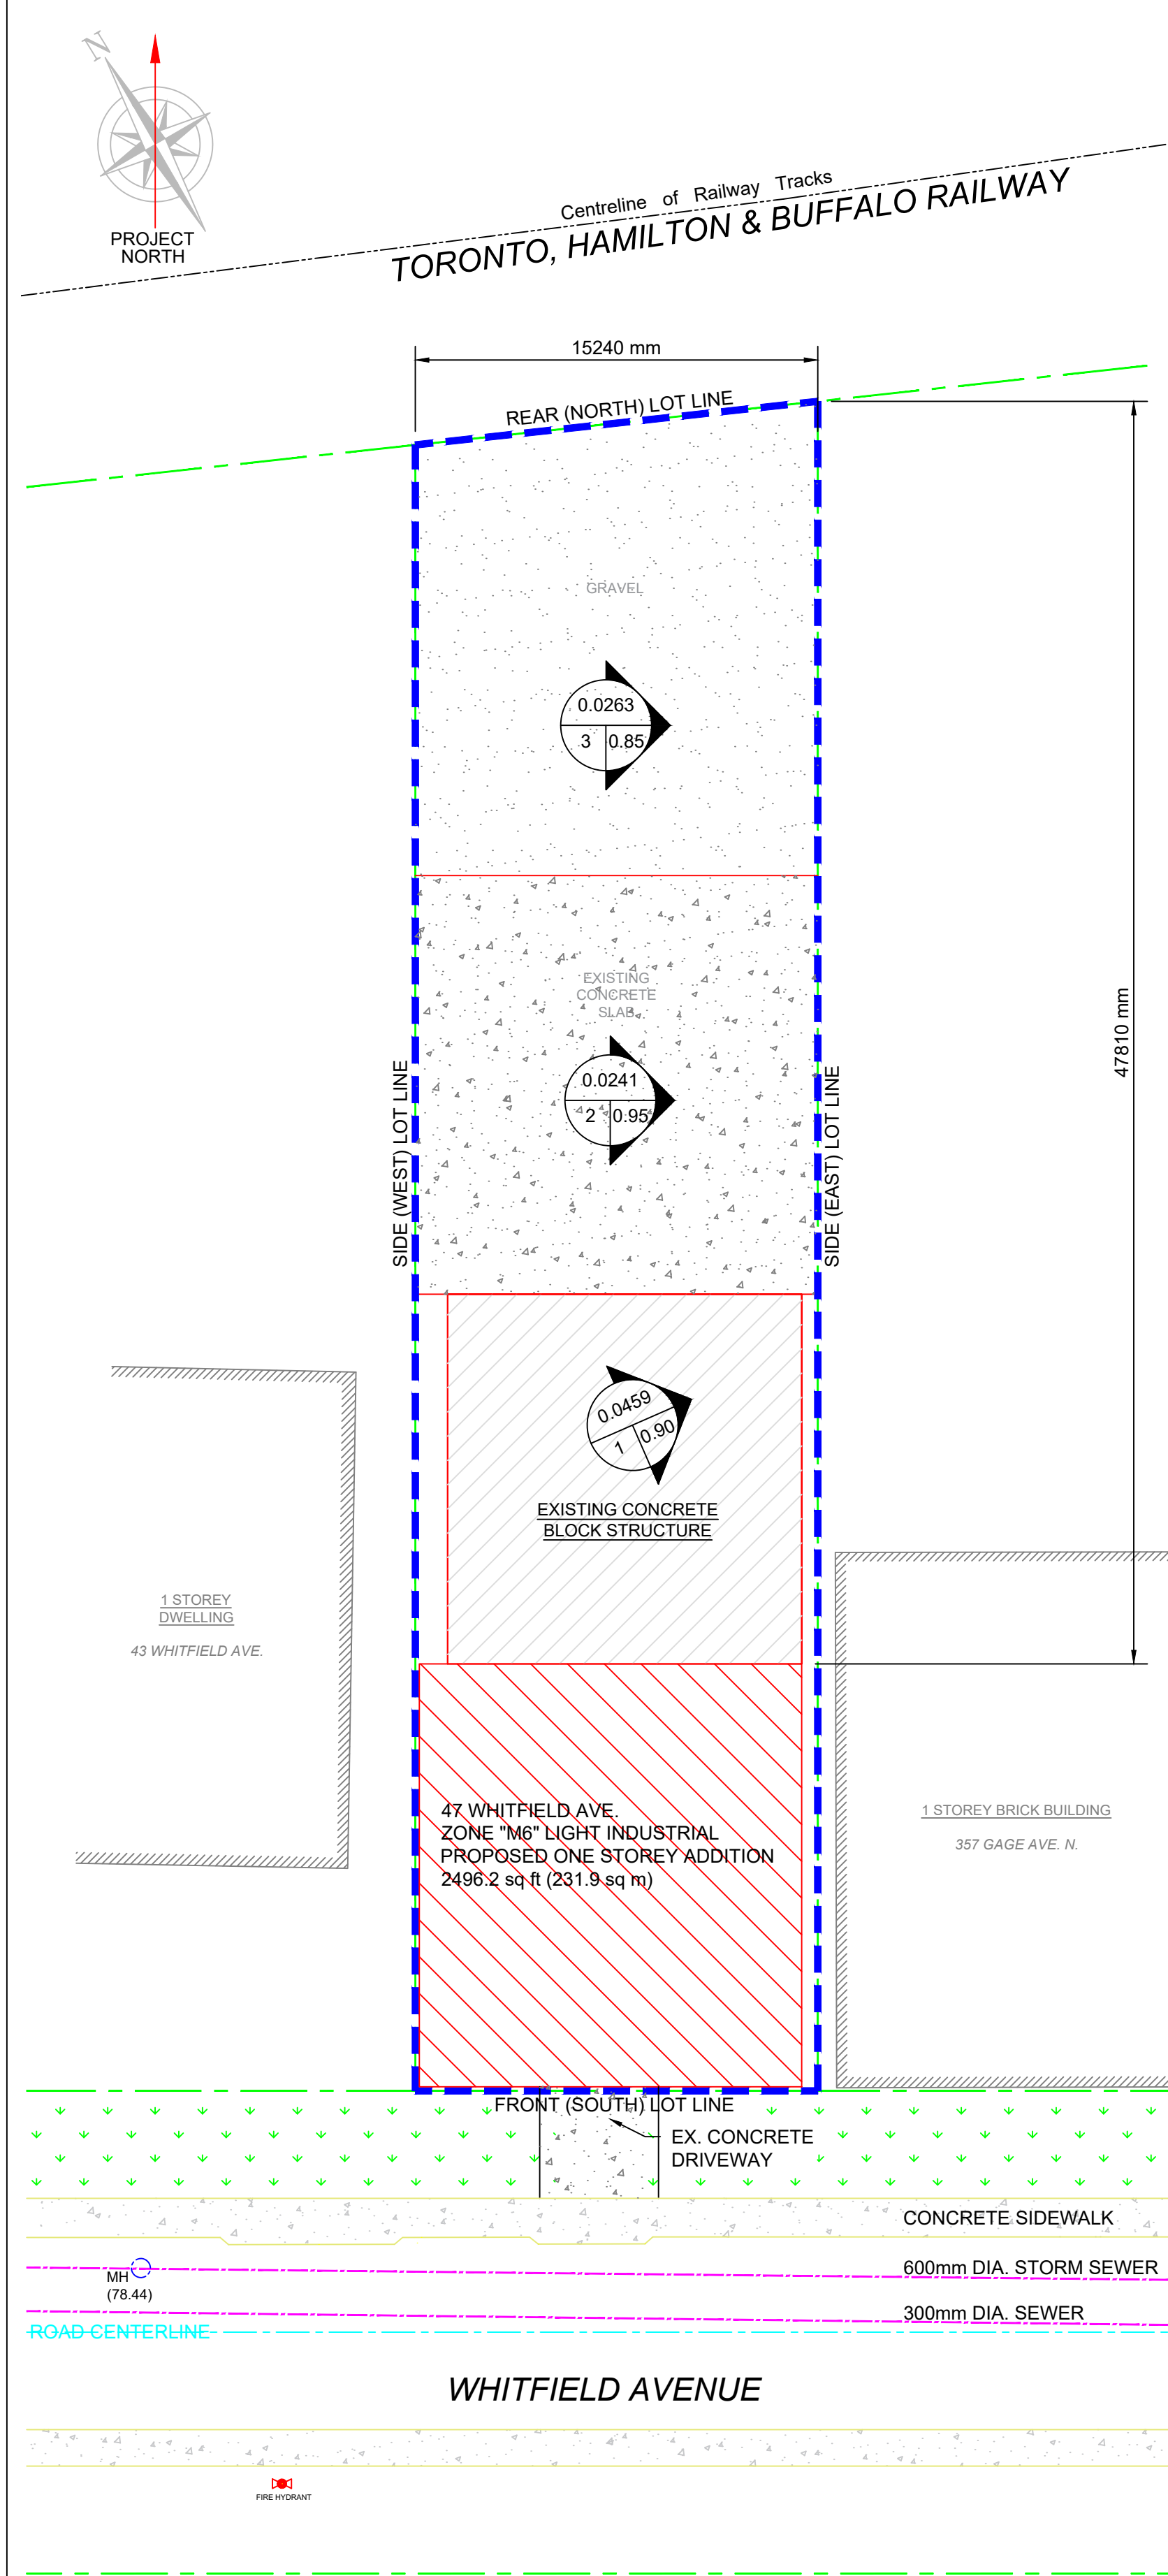 N
PROJECT
NORTH
Centreline of Railway Tracks
TORONTO, HAMILTON & BUFFALO RAILWAY
15240 mm
REAR (NORTH) LOT LINE
GRAVEL
0.0263
3 0.85
EXISTING
CONCRETE
SLAB
0.0241
2 0.95
47810 mm
SIDE (WEST) LOT LINE
SIDE (EAST) LOT LINE
0.0459
1 0.90
EXISTING CONCRETE
BLOCK STRUCTURE
1 STOREY
DWELLING
43 WHITFIELD AVE.
47 WHITFIELD AVE.
ZONE "M6" LIGHT INDUSTRIAL
PROPOSED ONE STOREY ADDITION
2496.2 sq ft (231.9 sq m)
1 STOREY BRICK BUILDING
357 GAGE AVE. N.
FRONT (SOUTH) LOT LINE
EX. CONCRETE
DRIVEWAY
CONCRETE SIDEWALK
600mm DIA. STORM SEWER
MH
(78.44)
300mm DIA. SEWER
ROAD CENTERLINE
WHITFIELD AVENUE
FIRE HYDRANT